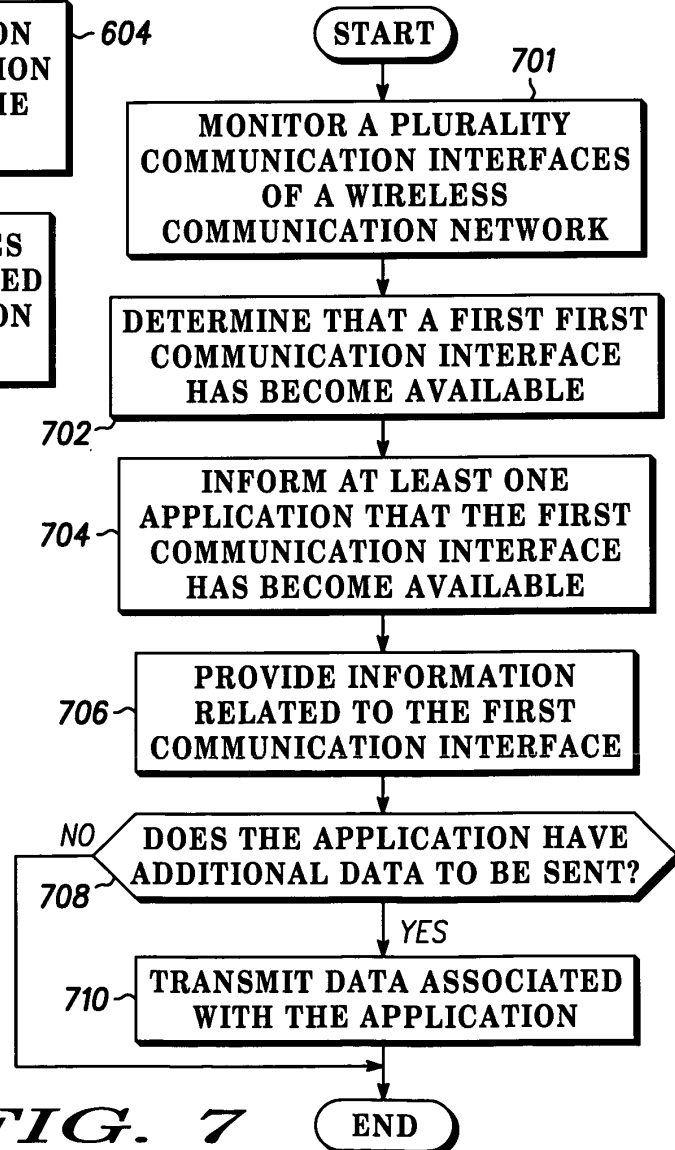 ON
ION
IE
604
ES
ED
ON
START
701
MONITOR A PLURALITY
COMMUNICATION INTERFACES
OF A WIRELESS
COMMUNICATION NETWORK
DETERMINE THAT A FIRST FIRST
COMMUNICATION INTERFACE
HAS BECOME AVAILABLE
702
INFORM AT LEAST ONE
APPLICATION THAT THE FIRST
COMMUNICATION INTERFACE
HAS BECOME AVAILABLE
704
PROVIDE INFORMATION
RELATED TO THE FIRST
COMMUNICATION INTERFACE
706
NO
DOES THE APPLICATION HAVE
ADDITIONAL DATA TO BE SENT?
708
YES
TRANSMIT DATA ASSOCIATED
WITH THE APPLICATION
710
END
FIG. 7